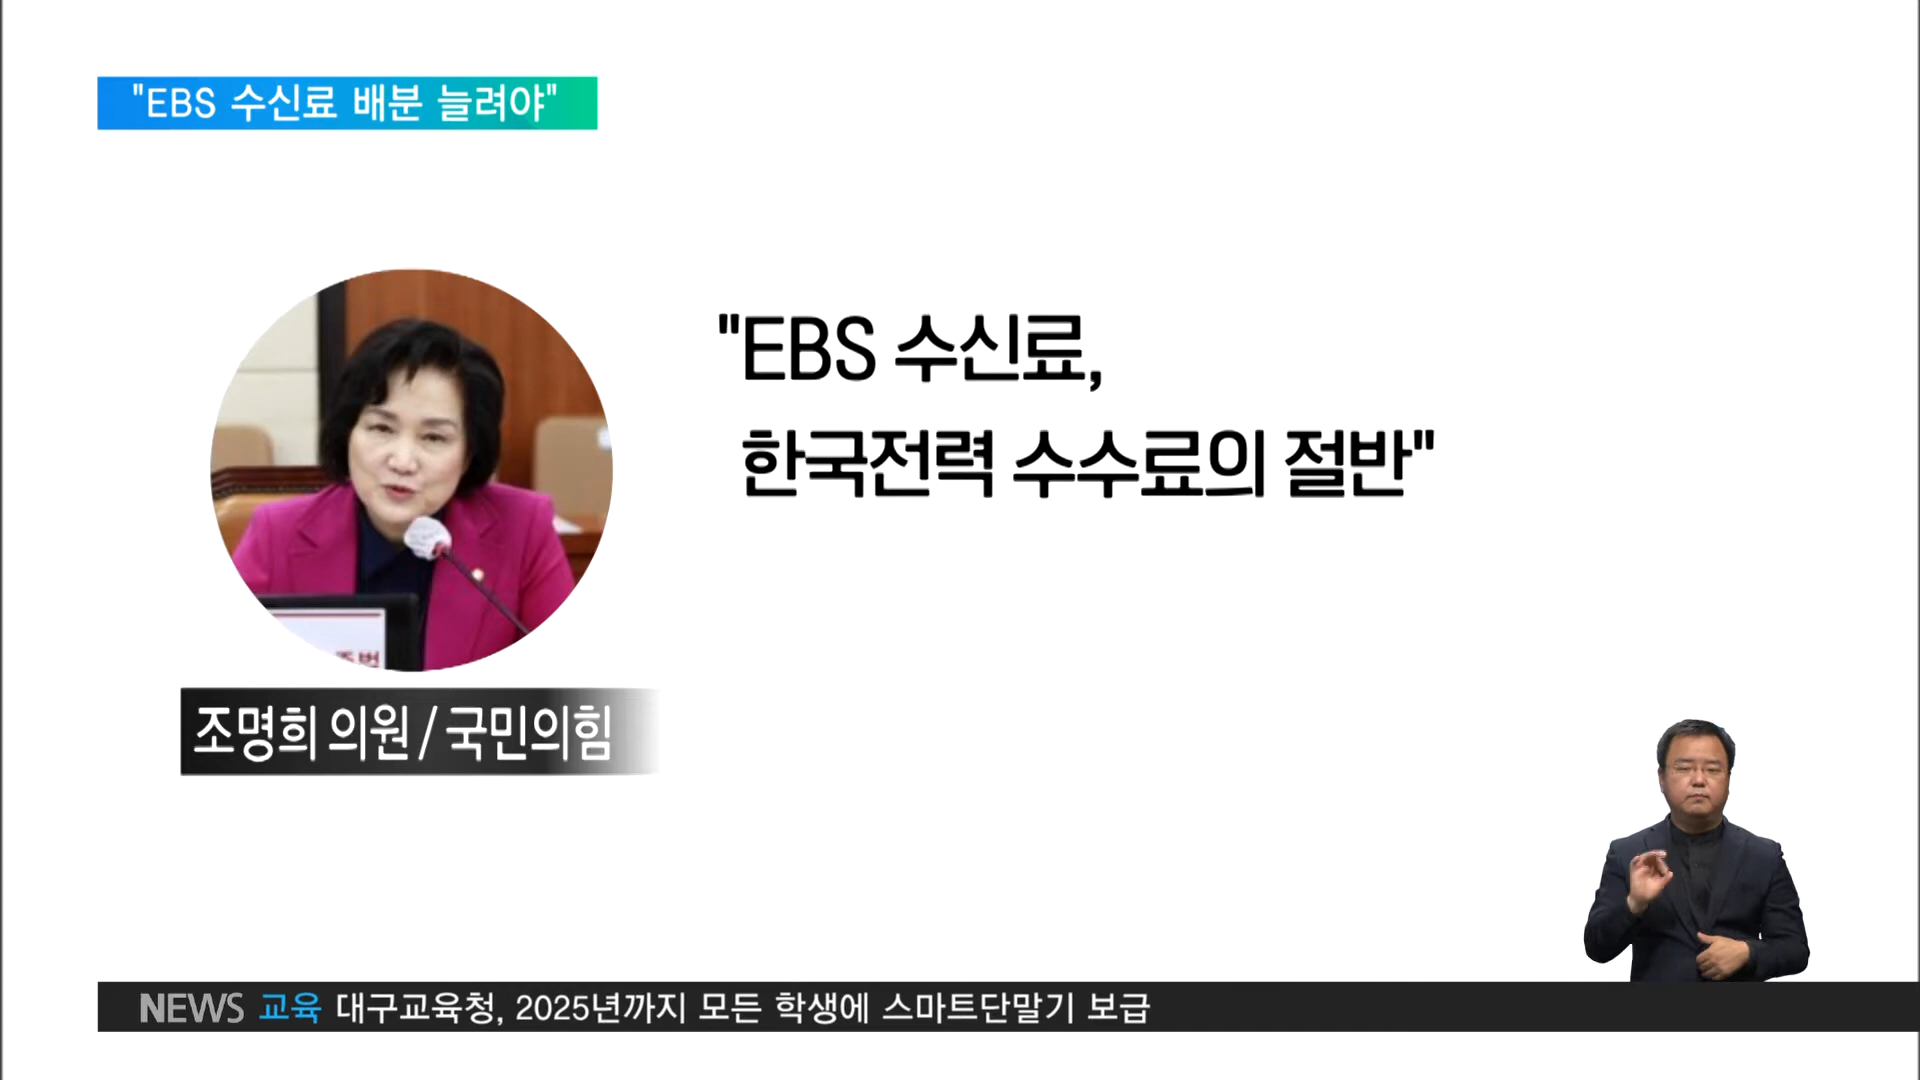 "EBS 수신료 배분 늘려야"
"EBS 수신료,
한국전력 수수료의 절반"
조명희 의원 / 국민의힘
NEWS 교육 대구교육청, 2025년까지 모든 학생에 스마트단말기 보급